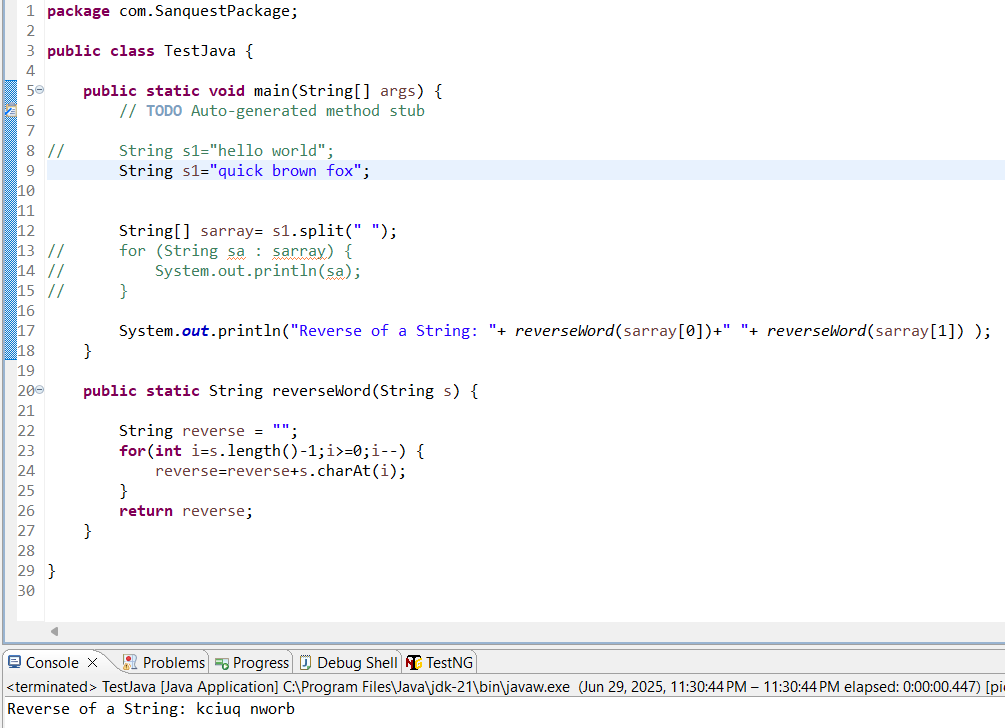 1 package com.SanquestPackage;
2
3 public class TestJava {
4
5     public static void main(String[] args) {
6         // TODO Auto-generated method stub
7
8 //      String s1="hello world";
9         String s1="quick brown fox";
10
11
12         String[] sarray= s1.split(" ");
13 //      for (String sa : sarray) {
14 //          System.out.println(sa);
15 //      }
16
17         System.out.println("Reverse of a String: "+ reverseWord(sarray[0])+" "+ reverseWord(sarray[1]) );
18     }
19
20     public static String reverseWord(String s) {
21
22         String reverse = "";
23         for(int i=s.length()-1;i>=0;i--) {
24             reverse=reverse+s.charAt(i);
25         }
26         return reverse;
27     }
28
29 }
30
Console Problems Progress Debug Shell TestNG
<terminated> TestJava [Java Application] C:\Program Files\Java\jdk-21\bin\javaw.exe (Jun 29, 2025, 11:30:44 PM – 11:30:44 PM elapsed: 0:00:00.447) [pi
Reverse of a String: kciuq nworb